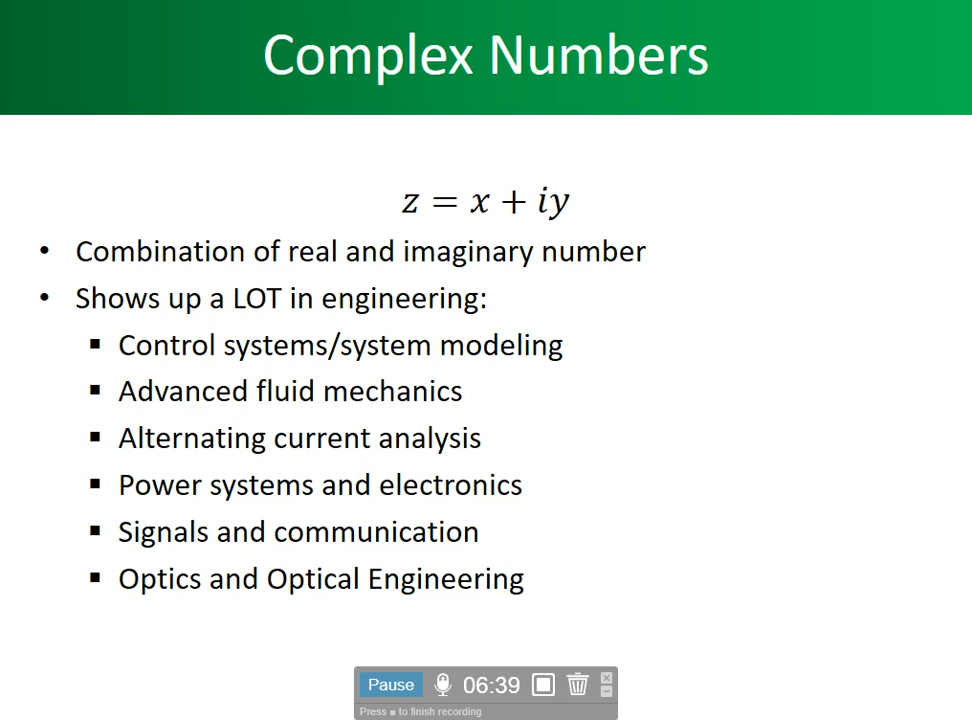 Complex Numbers
z = x + iy
• Combination of real and imaginary number
• Shows up a LOT in engineering:
▪ Control systems/system modeling
▪ Advanced fluid mechanics
▪ Alternating current analysis
▪ Power systems and electronics
▪ Signals and communication
▪ Optics and Optical Engineering
Pause 06:39
Press ■ to finish recording